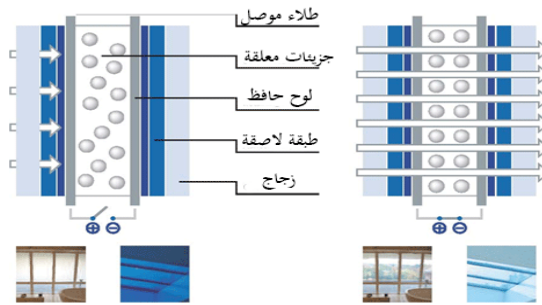 طلاء موصل
جزيئات معلقة
لوح حافظ
طبقة لاصقة
زجاج
⊕ ⊖
⊕ ⊖